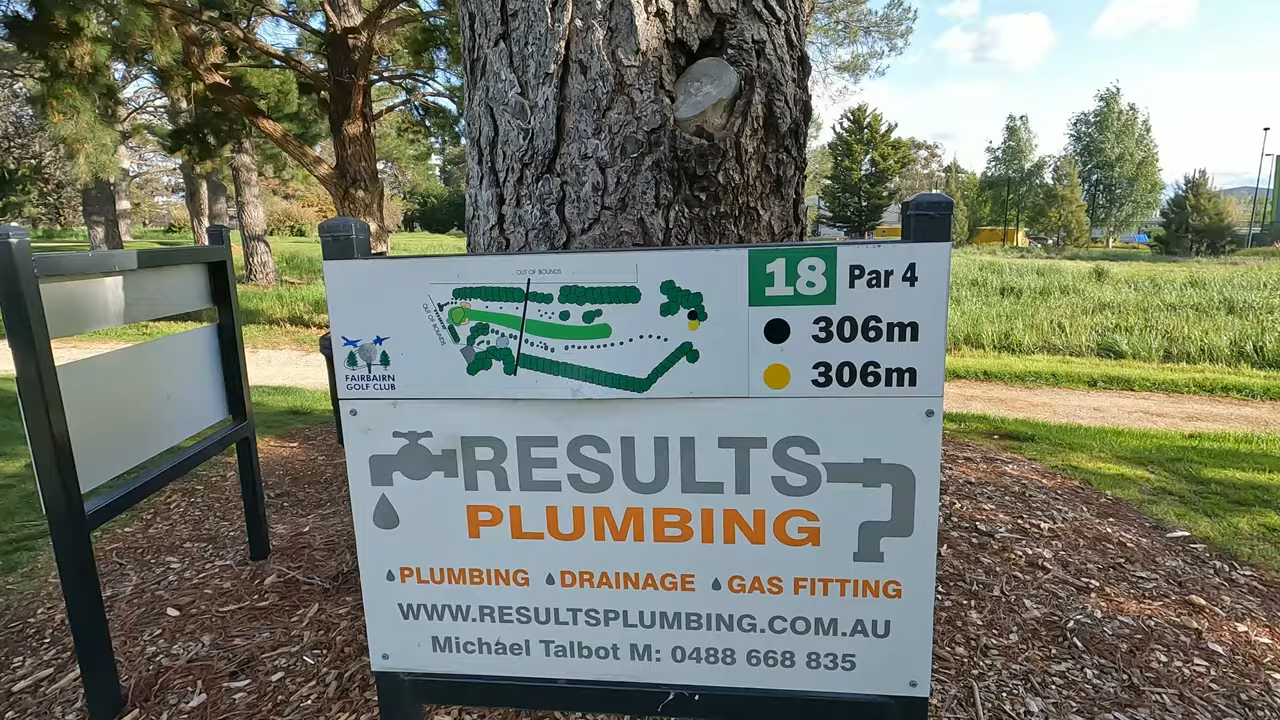 OUT OF BOUNDS
OUT OF BOUNDS
FAIRBAIRN
GOLF CLUB
18 Par 4
306m
306m
RESULTS
PLUMBING
PLUMBING DRAINAGE GAS FITTING
WWW.RESULTSPLUMBING.COM.AU
Michael Talbot M: 0488 668 835